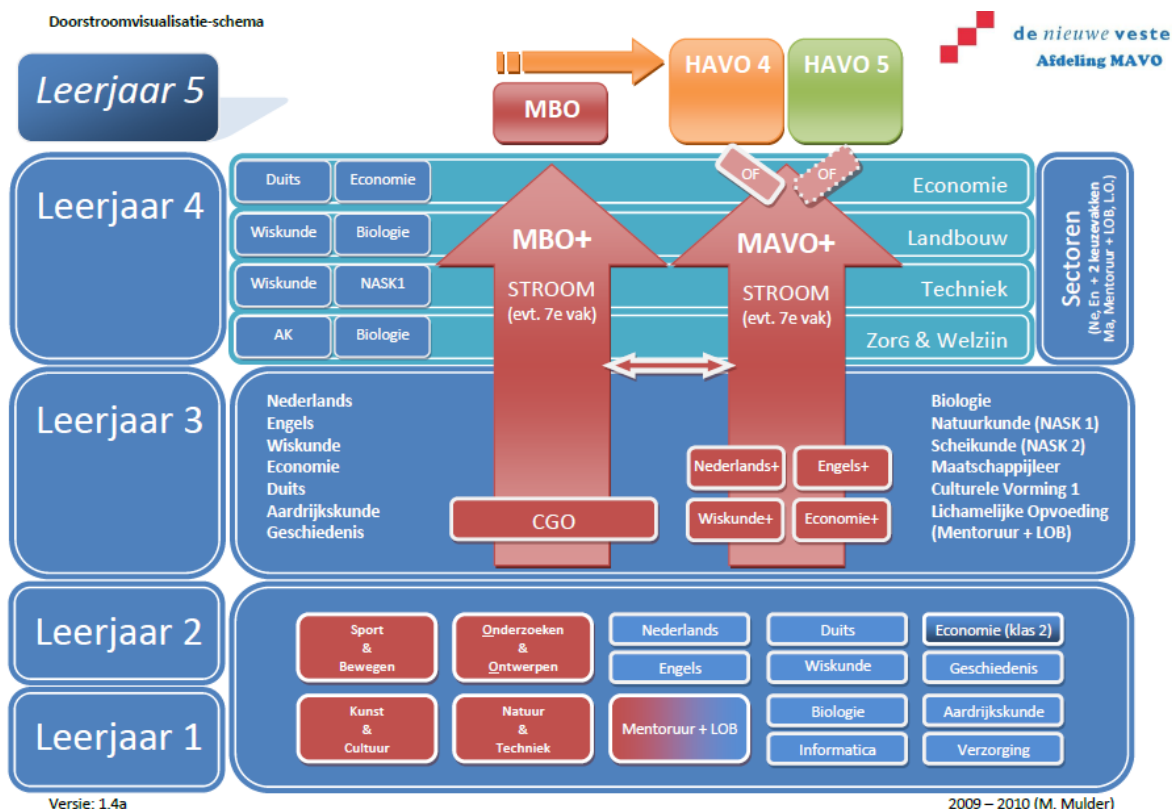 Doorstroomvisualisatie-schema
de nieuwe veste
Afdeling MAVO
Leerjaar 5
MBO
HAVO 4
HAVO 5
Leerjaar 4
Duits
Economie
OF
OF
Economie
Wiskunde
Biologie
MBO+
MAVO+
Landbouw
Wiskunde
NASK1
STROOM
(evt. 7e vak)
STROOM
(evt. 7e vak)
Techniek
AK
Biologie
Zorg & Welzijn
Sectoren
(Ne, En + 2 keuzevakken
Ma, Mentoruur + LOB, L.O.)
Leerjaar 3
Nederlands
Engels
Wiskunde
Economie
Duits
Aardrijkskunde
Geschiedenis
CGO
Nederlands+
Engels+
Wiskunde+
Economie+
Biologie
Natuurkunde (NASK 1)
Scheikunde (NASK 2)
Maatschappijleer
Culturele Vorming 1
Lichamelijke Opvoeding
(Mentoruur + LOB)
Leerjaar 2
Sport
&
Bewegen
Onderzoeken
&
Ontwerpen
Nederlands
Duits
Economie (klas 2)
Engels
Wiskunde
Geschiedenis
Leerjaar 1
Kunst
&
Cultuur
Natuur
&
Techniek
Mentoruur + LOB
Biologie
Aardrijkskunde
Informatica
Verzorging
Versie: 1.4a
2009 – 2010 (M. Mulder)